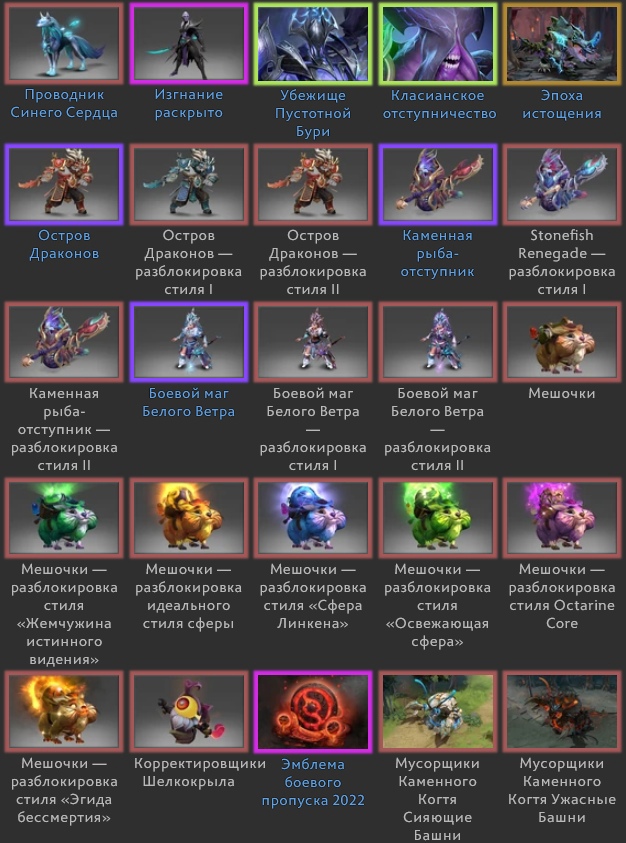 Проводник
Синего Сердца
Изгнание
раскрыто
Убежище
Пустотной
Бури
Класианское
отступничество
Эпоха
истощения
Остров
Драконов
Остров
Драконов —
разблокировка
стиля I
Остров
Драконов —
разблокировка
стиля II
Каменная
рыба-
отступник
Stonefish
Renegade —
разблокировка
стиля I
Каменная
рыба-
отступник —
разблокировка
стиля II
Боевой маг
Белого Ветра
Боевой маг
Белого Ветра
—
разблокировка
стиля I
Боевой маг
Белого Ветра
—
разблокировка
стиля II
Мешочки
Мешочки —
разблокировка
стиля
«Жемчужина
истинного
видения»
Мешочки —
разблокировка
идеального
стиля сферы
Мешочки —
разблокировка
стиля «Сфера
Линкена»
Мешочки —
разблокировка
стиля
«Освежающая
сфера»
Мешочки —
разблокировка
стиля Octarine
Core
Мешочки —
разблокировка
стиля «Эгида
бессмертия»
Корректировщики
Шелкокрыла
Эмблема
боевого
пропуска 2022
Мусорщики
Каменного
Когтя
Сияющие
Башни
Мусорщики
Каменного
Когтя Ужасные
Башни